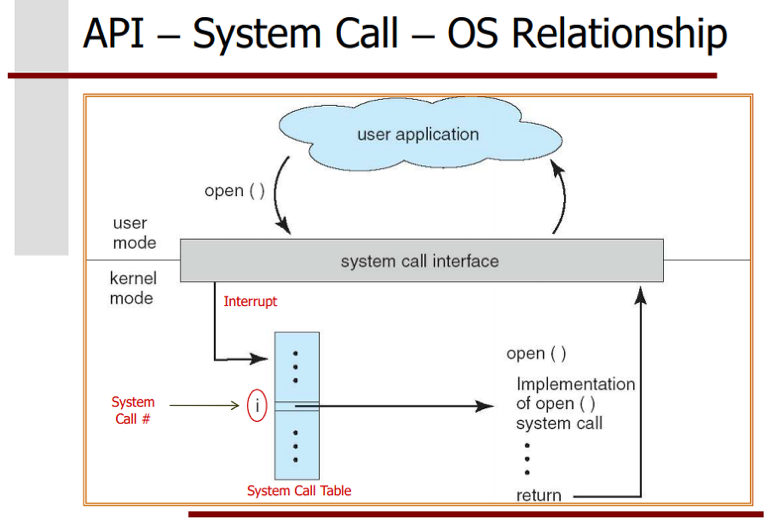 API – System Call – OS Relationship
user application
open ( )
user
mode
system call interface
kernel
mode
Interrupt
open ( )
Implementation
of open ( )
system call
System
Call #
i
return
System Call Table